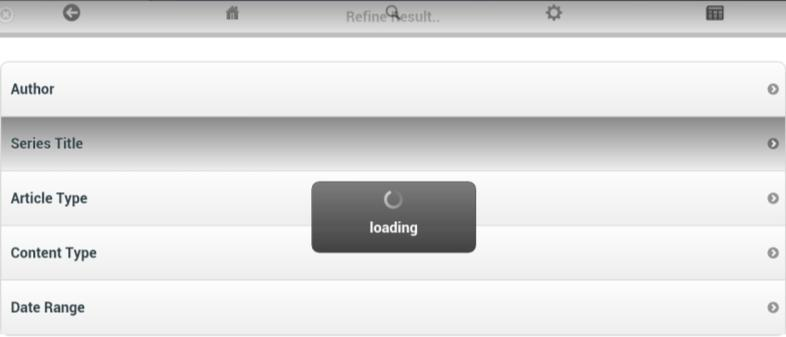 Refine Result..
Author
Series Title
Article Type
loading
Content Type
Date Range